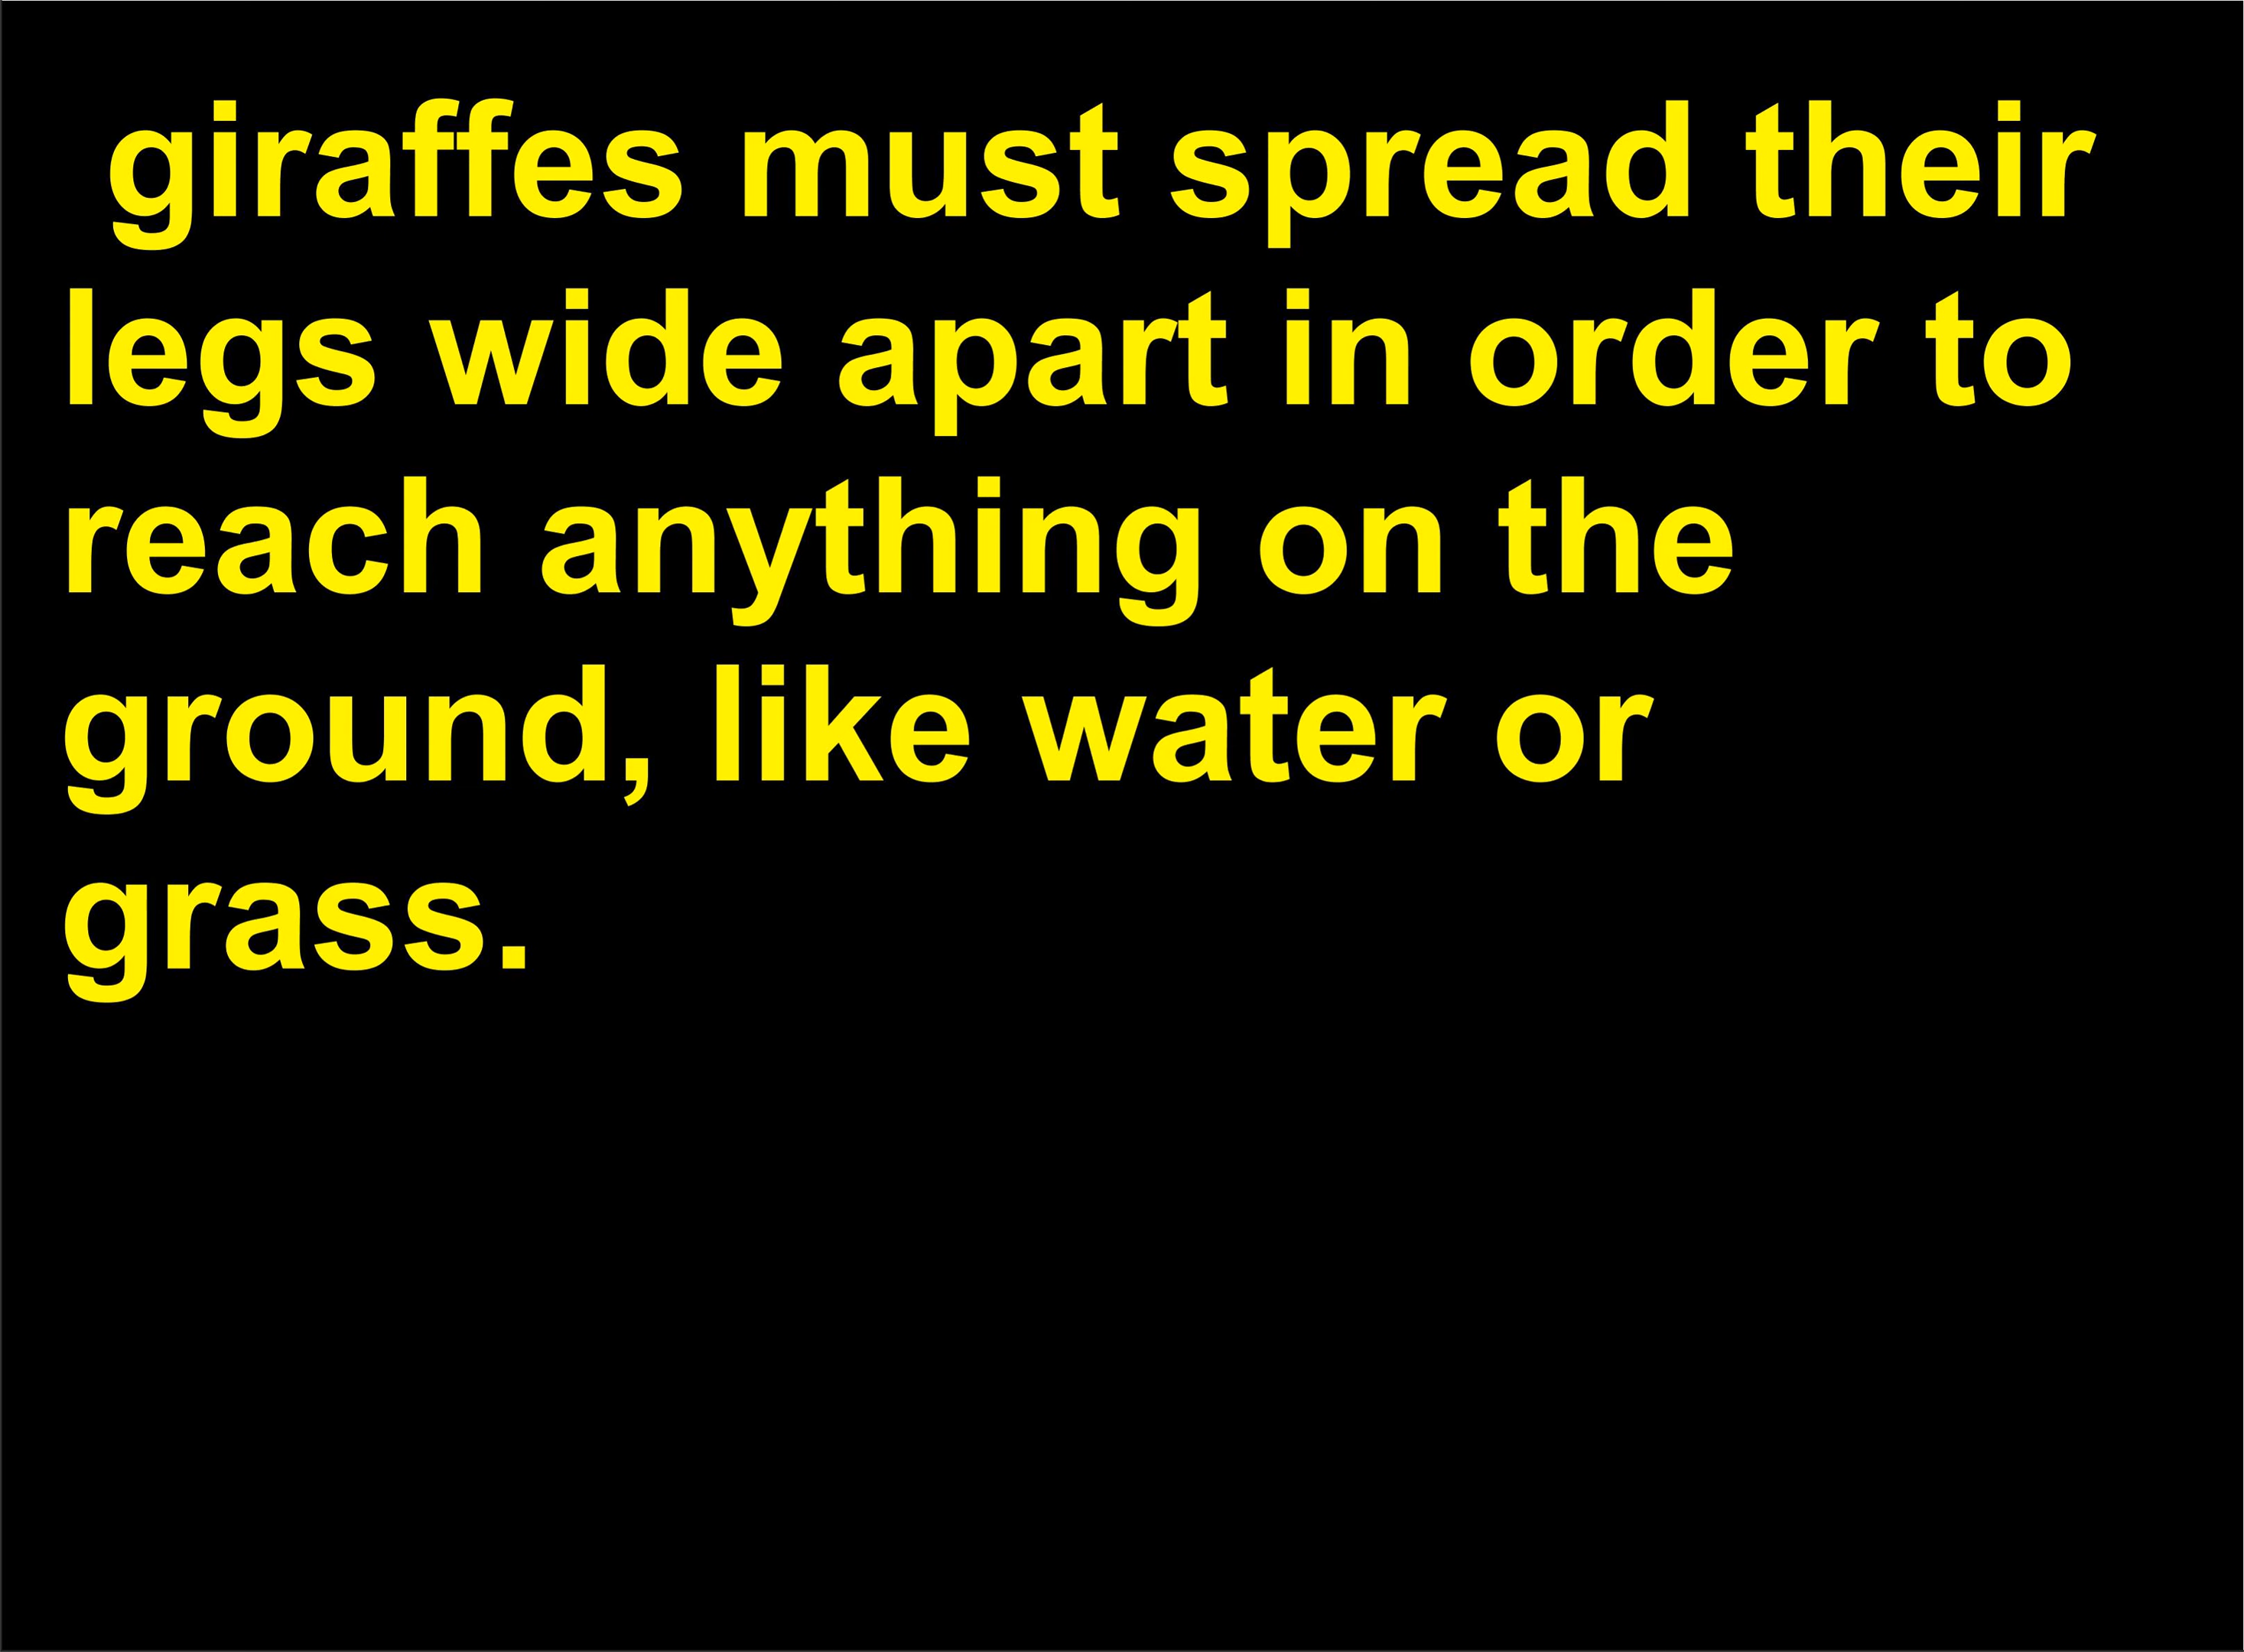 giraffes must spread their
legs wide apart in order to
reach anything on the
ground, like water or
grass.